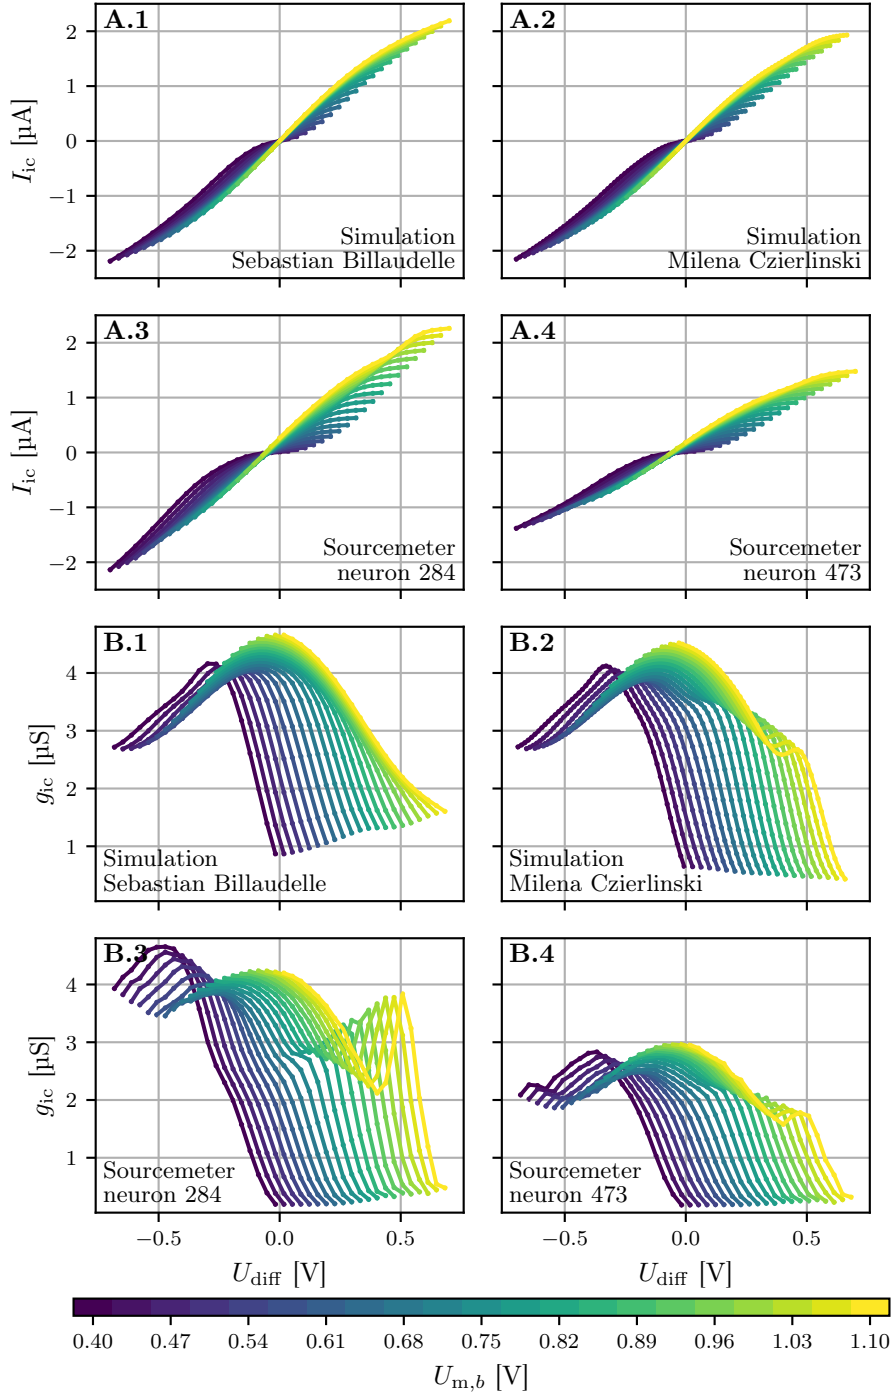 A.1
A.2
2
1
0
−1
−2
I_ic [µA]
Simulation
Sebastian Billaudelle
Simulation
Milena Czierlinski
A.3
A.4
2
1
0
−1
−2
I_ic [µA]
Sourcemeter
neuron 284
Sourcemeter
neuron 473
B.1
B.2
4
3
2
1
g_ic [µS]
Simulation
Sebastian Billaudelle
Simulation
Milena Czierlinski
B.3
B.4
4
3
2
1
g_ic [µS]
Sourcemeter
neuron 284
Sourcemeter
neuron 473
−0.5 0.0 0.5
−0.5 0.0 0.5
U_diff [V]
U_diff [V]
0.40 0.47 0.54 0.61 0.68 0.75 0.82 0.89 0.96 1.03 1.10
U_m,b [V]